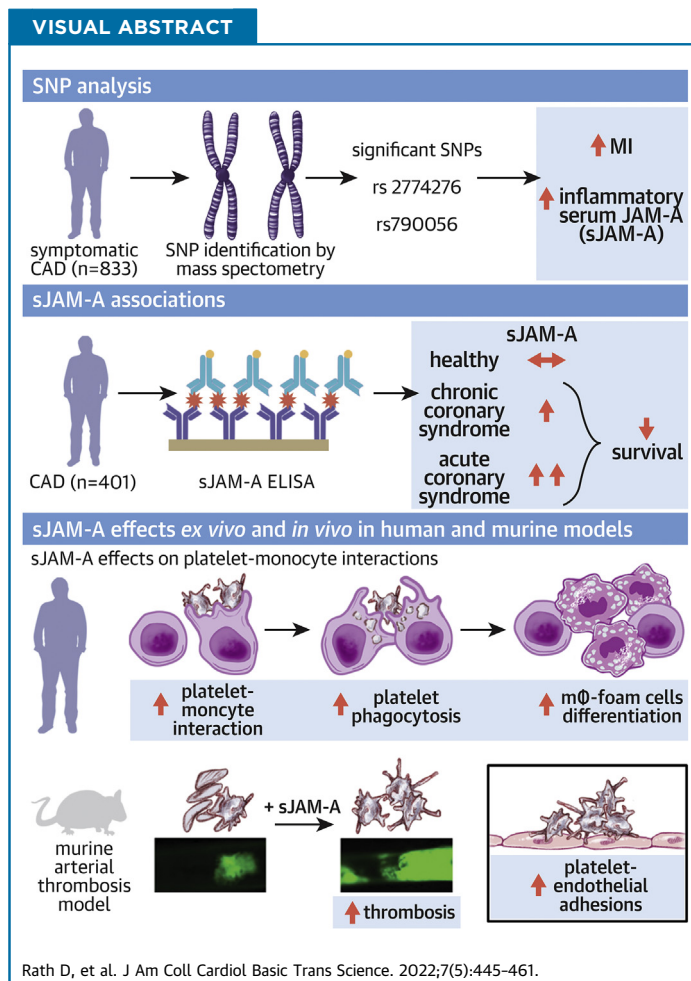 VISUAL ABSTRACT
SNP analysis
symptomatic
CAD (n=833)
SNP identification by
mass spectometry
significant SNPs
rs 2774276
rs790056
MI
inflammatory
serum JAM-A
(sJAM-A)
sJAM-A associations
CAD (n=401)
sJAM-A ELISA
sJAM-A
healthy
chronic
coronary
syndrome
acute
coronary
syndrome
survival
sJAM-A effects ex vivo and in vivo in human and murine models
sJAM-A effects on platelet-monocyte interactions
platelet-
moncyte
interaction
platelet
phagocytosis
mΦ-foam cells
differentiation
murine
arterial
thrombosis
model
+ sJAM-A
thrombosis
platelet-
endothelial
adhesions
Rath D, et al. J Am Coll Cardiol Basic Trans Science. 2022;7(5):445–461.